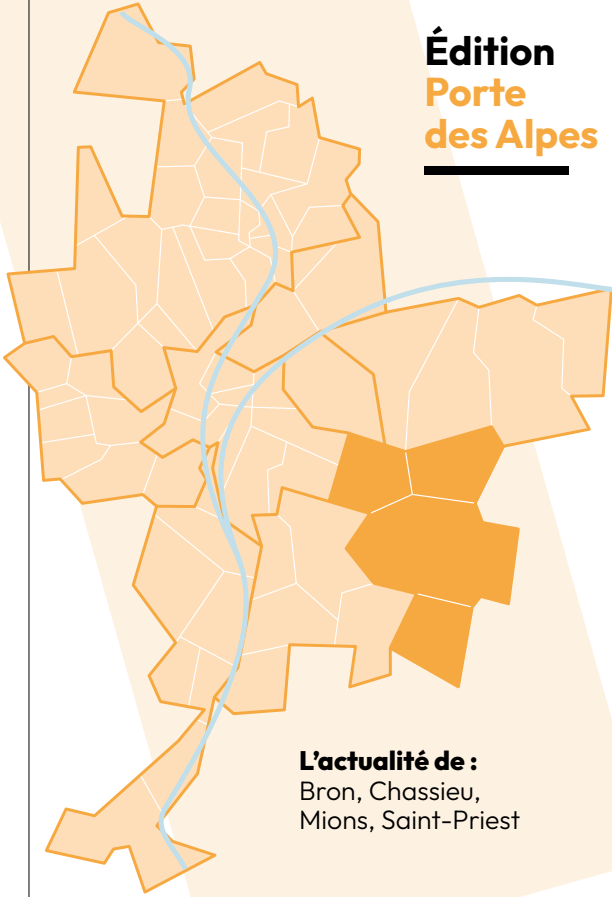 Édition
Porte
des Alpes
L'actualité de :
Bron, Chassieu,
Mions, Saint-Priest